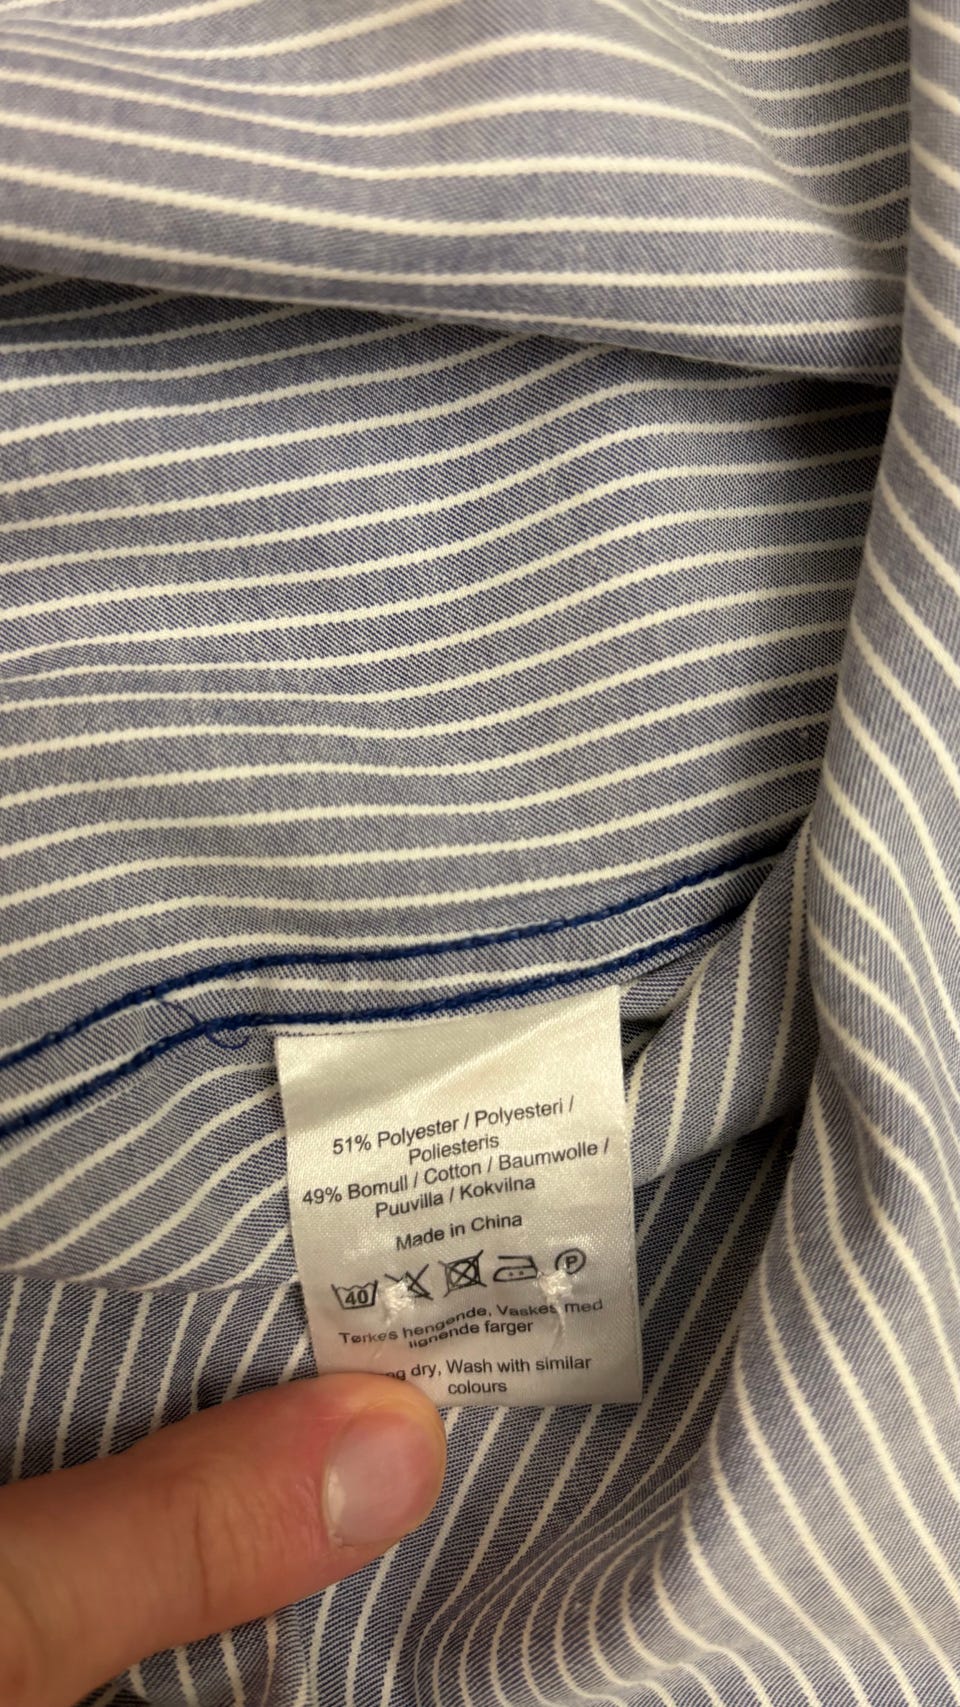 51% Polyester / Polyesteri /
Poliesteris
49% Bomull / Cotton / Baumwolle /
Puuvilla / Kokvilna
Made in China
40 P
Tørkes hengende, Vaskes med
lignende farger
dry, Wash with similar
colours